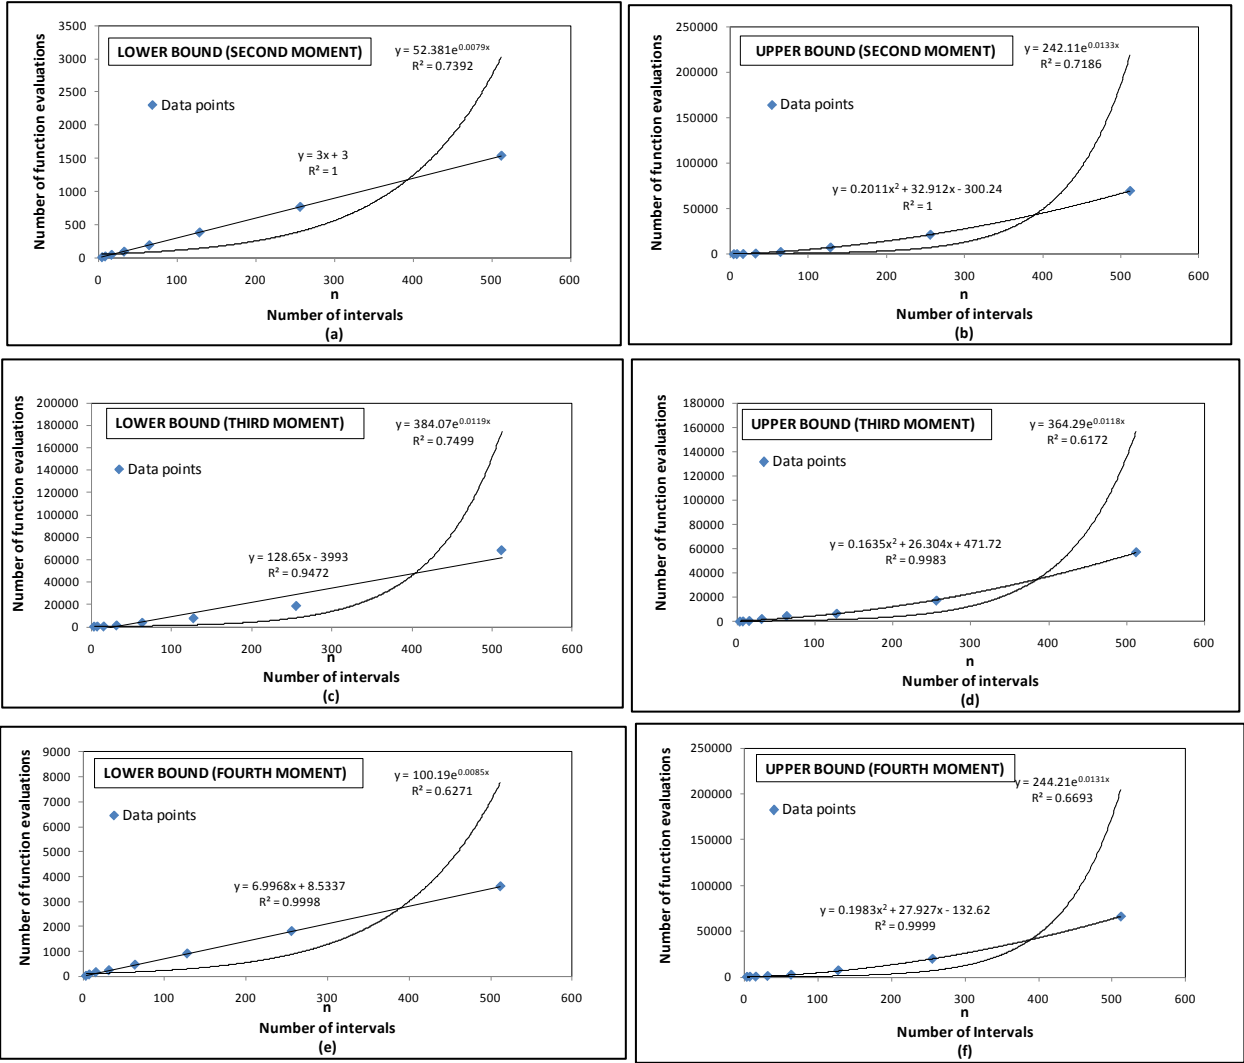 LOWER BOUND (SECOND MOMENT)
Data points
y = 52.381e^0.0079x
R² = 0.7392
y = 3x + 3
R² = 1
Number of function evaluations
3500
3000
2500
2000
1500
1000
500
0
0 100 200 300 400 500 600
n
Number of intervals
(a)
UPPER BOUND (SECOND MOMENT)
Data points
y = 242.11e^0.0133x
R² = 0.7186
y = 0.2011x² + 32.912x - 300.24
R² = 1
Number of function evaluations
250000
200000
150000
100000
50000
0
0 100 200 300 400 500 600
n
Number of intervals
(b)
LOWER BOUND (THIRD MOMENT)
Data points
y = 384.07e^0.0119x
R² = 0.7499
y = 128.65x - 3993
R² = 0.9472
Number of function evaluations
200000
180000
160000
140000
120000
100000
80000
60000
40000
20000
0
0 100 200 300 400 500 600
n
Number of intervals
(c)
UPPER BOUND (THIRD MOMENT)
Data points
y = 364.29e^0.0118x
R² = 0.6172
y = 0.1635x² + 26.304x + 471.72
R² = 0.9983
Number of function evaluations
180000
160000
140000
120000
100000
80000
60000
40000
20000
0
0 100 200 300 400 500 600
n
Number of intervals
(d)
LOWER BOUND (FOURTH MOMENT)
Data points
y = 100.19e^0.0085x
R² = 0.6271
y = 6.9968x + 8.5337
R² = 0.9998
Number of function evaluations
9000
8000
7000
6000
5000
4000
3000
2000
1000
0
0 100 200 300 400 500 600
n
Number of intervals
(e)
UPPER BOUND (FOURTH MOMENT)
Data points
y = 244.21e^0.0131x
R² = 0.6693
y = 0.1983x² + 27.927x - 132.62
R² = 0.9999
Number of function evaluations
250000
200000
150000
100000
50000
0
0 100 200 300 400 500 600
n
Number of Intervals
(f)